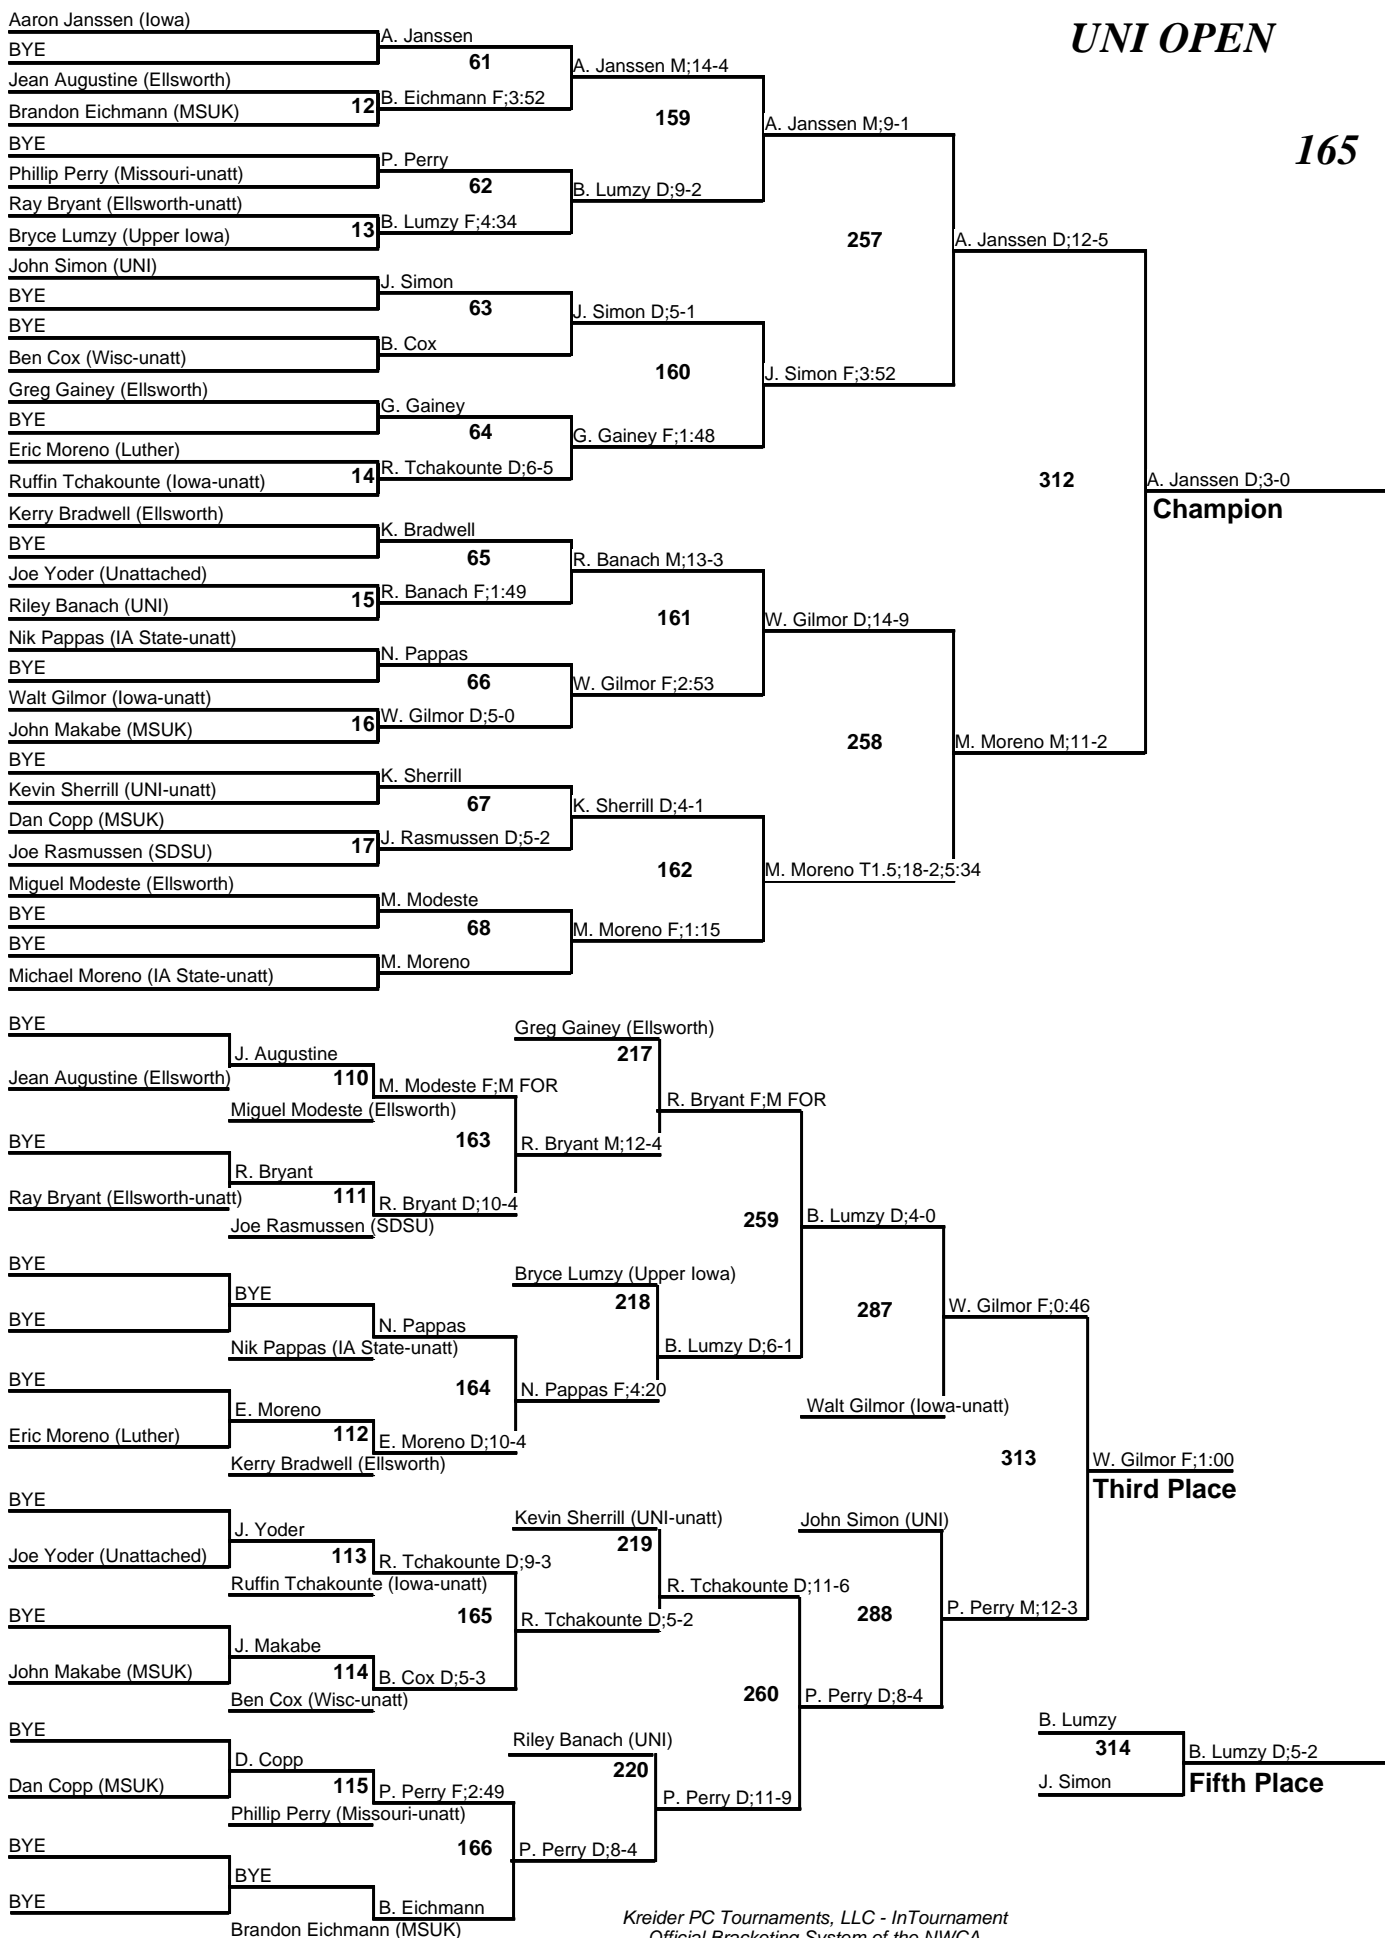 UNI OPEN
165
Aaron Janssen (Iowa)
BYE
Jean Augustine (Ellsworth)
Brandon Eichmann (MSUK)
BYE
Phillip Perry (Missouri-unatt)
Ray Bryant (Ellsworth-unatt)
Bryce Lumzy (Upper Iowa)
John Simon (UNI)
BYE
BYE
Ben Cox (Wisc-unatt)
Greg Gainey (Ellsworth)
BYE
Eric Moreno (Luther)
Ruffin Tchakounte (Iowa-unatt)
Kerry Bradwell (Ellsworth)
BYE
Joe Yoder (Unattached)
Riley Banach (UNI)
Nik Pappas (IA State-unatt)
BYE
Walt Gilmor (Iowa-unatt)
John Makabe (MSUK)
BYE
Kevin Sherrill (UNI-unatt)
Dan Copp (MSUK)
Joe Rasmussen (SDSU)
Miguel Modeste (Ellsworth)
BYE
BYE
Michael Moreno (IA State-unatt)
12
13
14
15
16
17
A. Janssen
61
B. Eichmann F;3:52
P. Perry
62
B. Lumzy F;4:34
J. Simon
63
B. Cox
G. Gainey
64
R. Tchakounte D;6-5
K. Bradwell
65
R. Banach F;1:49
N. Pappas
66
W. Gilmor D;5-0
K. Sherrill
67
J. Rasmussen D;5-2
M. Modeste
68
M. Moreno
A. Janssen M;14-4
159
B. Lumzy D;9-2
J. Simon D;5-1
160
G. Gainey F;1:48
R. Banach M;13-3
161
W. Gilmor F;2:53
K. Sherrill D;4-1
162
M. Moreno F;1:15
A. Janssen M;9-1
257
J. Simon F;3:52
W. Gilmor D;14-9
258
M. Moreno T1.5;18-2;5:34
A. Janssen D;12-5
312
M. Moreno M;11-2
A. Janssen D;3-0
Champion
BYE
Jean Augustine (Ellsworth)
BYE
Ray Bryant (Ellsworth-unatt)
BYE
BYE
BYE
Eric Moreno (Luther)
BYE
Joe Yoder (Unattached)
BYE
John Makabe (MSUK)
BYE
Dan Copp (MSUK)
BYE
BYE
J. Augustine
110
Miguel Modeste (Ellsworth)
R. Bryant
111
Joe Rasmussen (SDSU)
BYE
Nik Pappas (IA State-unatt)
E. Moreno
112
Kerry Bradwell (Ellsworth)
J. Yoder
113
Ruffin Tchakounte (Iowa-unatt)
J. Makabe
114
Ben Cox (Wisc-unatt)
D. Copp
115
Phillip Perry (Missouri-unatt)
BYE
Brandon Eichmann (MSUK)
M. Modeste F;M FOR
163
R. Bryant D;10-4
N. Pappas
164
E. Moreno D;10-4
R. Tchakounte D;9-3
165
B. Cox D;5-3
P. Perry F;2:49
166
B. Eichmann
Greg Gainey (Ellsworth)
217
R. Bryant M;12-4
Bryce Lumzy (Upper Iowa)
218
N. Pappas F;4:20
Kevin Sherrill (UNI-unatt)
219
R. Tchakounte D;5-2
Riley Banach (UNI)
220
P. Perry D;8-4
R. Bryant F;M FOR
259
B. Lumzy D;6-1
R. Tchakounte D;11-6
260
P. Perry D;11-9
B. Lumzy D;4-0
287
Walt Gilmor (Iowa-unatt)
John Simon (UNI)
288
P. Perry D;8-4
W. Gilmor F;0:46
313
P. Perry M;12-3
W. Gilmor F;1:00
Third Place
B. Lumzy
314
J. Simon
B. Lumzy D;5-2
Fifth Place
Kreider PC Tournaments, LLC - InTournament
Official Bracketing System of the NWCA